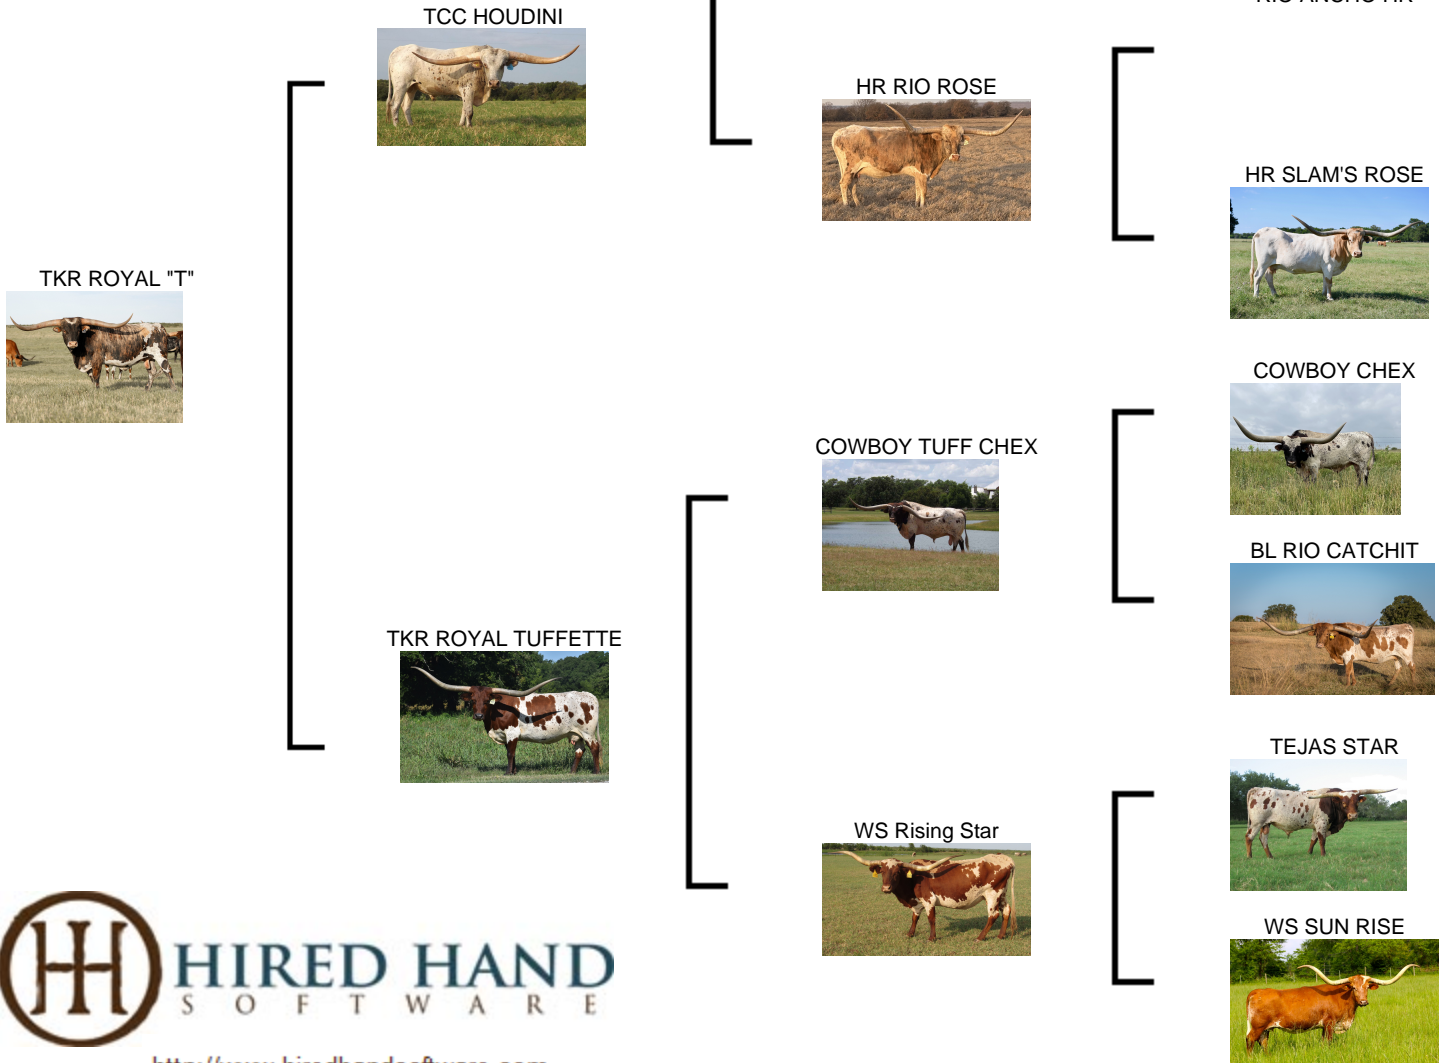 TCC HOUDINI
HR RIO ROSE
HR SLAM'S ROSE
TKR ROYAL "T"
COWBOY CHEX
COWBOY TUFF CHEX
BL RIO CATCHIT
TKR ROYAL TUFFETTE
TEJAS STAR
WS Rising Star
WS SUN RISE
HIRED HAND
SOFTWARE